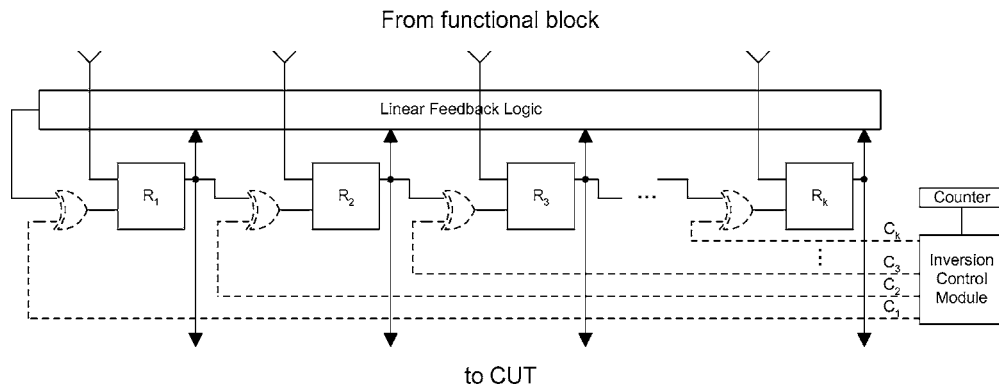 From functional block
Linear Feedback Logic
R1
R2
R3
...
Rk
Counter
Ck
C3
C2
C1
Inversion
Control
Module
to CUT